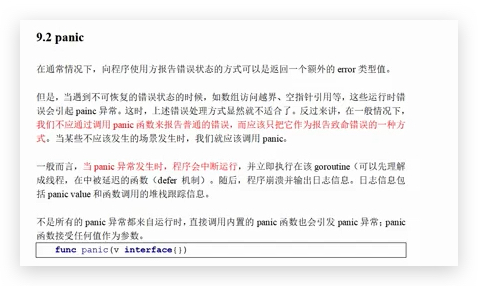 9.2 panic
在通常情况下，向程序使用方报告错误状态的方式可以是返回一个额外的 error 类型值。
但是，当遇到不可恢复的错误状态的时候，如数组访问越界、空指针引用等，这些运行时错
误会引起 painc 异常。这时，上述错误处理方式显然就不适合了。反过来讲，在一般情况下，
我们不应通过调用 panic 函数来报告普通的错误，而应该只把它作为报告致命错误的一种方
式。当某些不应该发生的场景发生时，我们就应该调用 panic。
一般而言，当 panic 异常发生时，程序会中断运行，并立即执行在该 goroutine（可以先理解
成线程，在中被延迟的函数（defer 机制）。随后，程序崩溃并输出日志信息。日志信息包
括 panic value 和函数调用的堆栈跟踪信息。
不是所有的 panic 异常都来自运行时，直接调用内置的 panic 函数也会引发 panic 异常；panic
函数接受任何值作为参数。
func panic(v interface{})